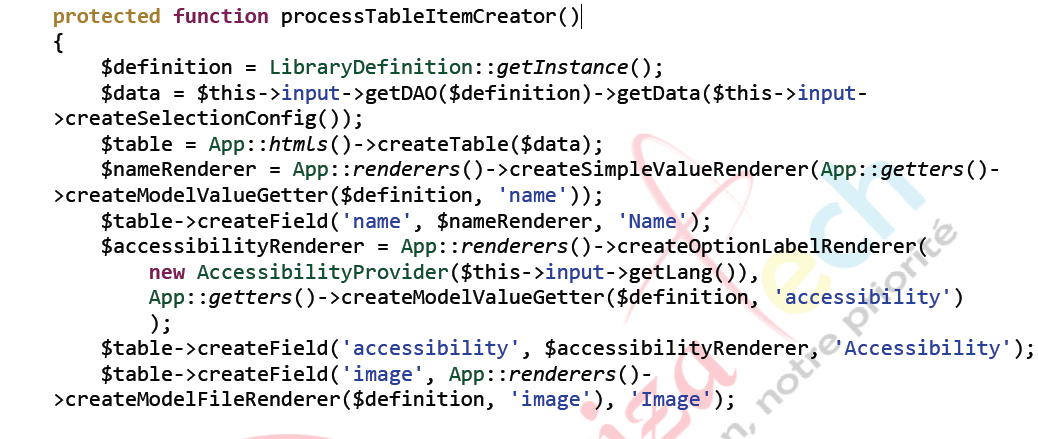 protected function processTableItemCreator()
{
    $definition = LibraryDefinition::getInstance();
    $data = $this->input->getDAO($definition)->getData($this->input-
>createSelectionConfig());
    $table = App::htmls()->createTable($data);
    $nameRenderer = App::renderers()->createSimpleValueRenderer(App::getters()-
>createModelValueGetter($definition, 'name'));
    $table->createField('name', $nameRenderer, 'Name');
    $accessibilityRenderer = App::renderers()->createOptionLabelRenderer(
        new AccessibilityProvider($this->input->getLang()),
        App::getters()->createModelValueGetter($definition, 'accessibility')
        );
    $table->createField('accessibility', $accessibilityRenderer, 'Accessibility');
    $table->createField('image', App::renderers()-
>createModelFileRenderer($definition, 'image'), 'Image');
ech
notre priorité